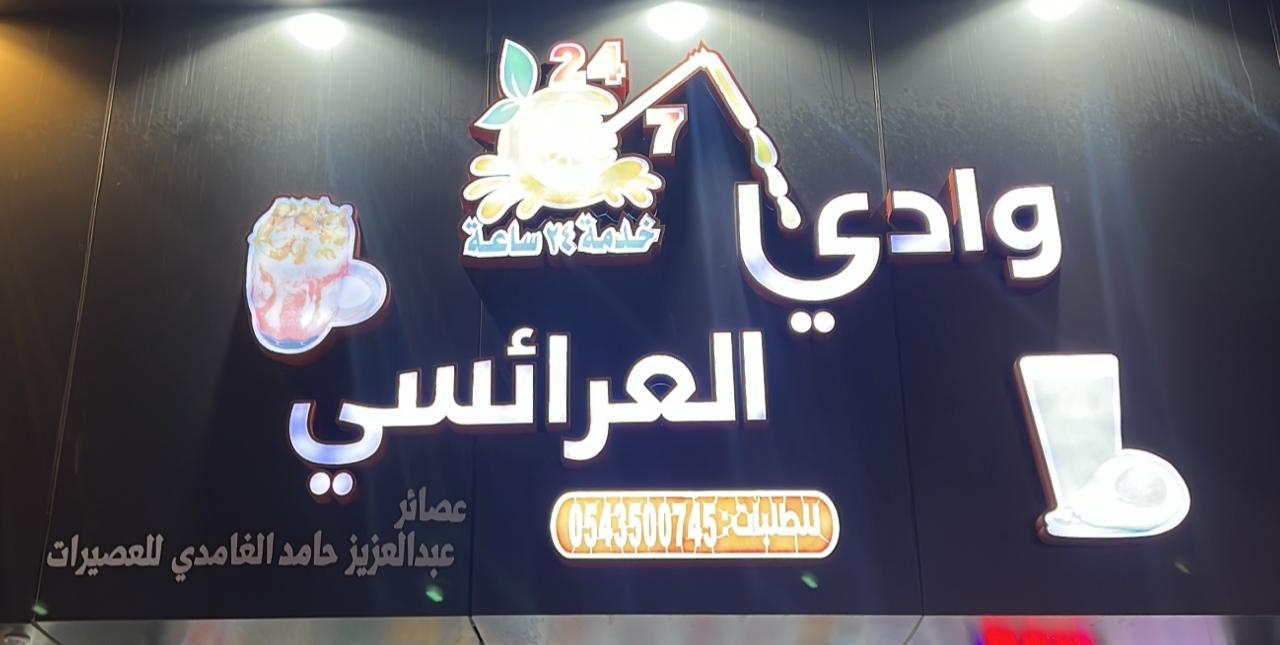 24
7
خدمة ٢٤ ساعة
وادي
العرائسي
للطلبات: 0543500745
عصائر
عبدالعزيز حامد الغامدي للعصيرات